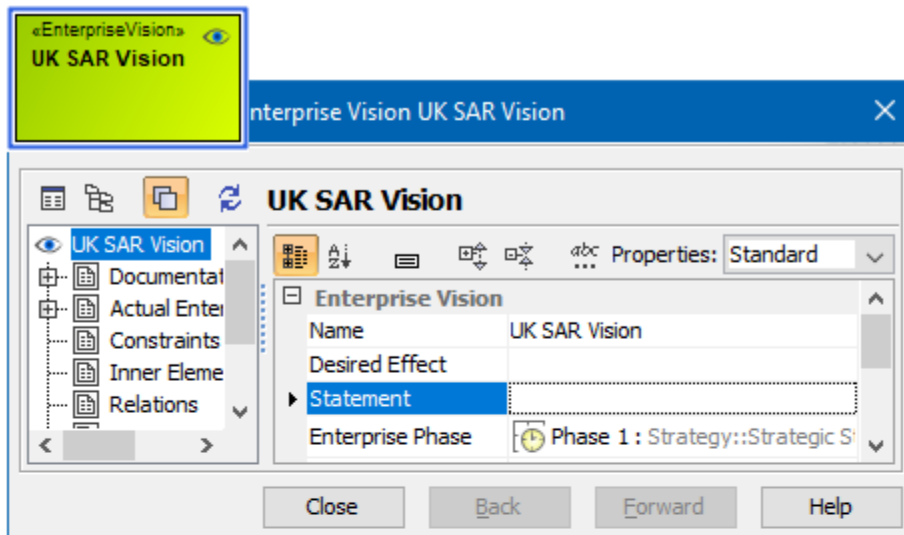 «EnterpriseVision»
UK SAR Vision
nterprise Vision UK SAR Vision
UK SAR Vision
UK SAR Vision
Documentat
Actual Enter
Constraints
Inner Eleme
Relations
Properties: Standard
Enterprise Vision
Name UK SAR Vision
Desired Effect
Statement
Enterprise Phase Phase 1 : Strategy::Strategic S
Close Back Forward Help